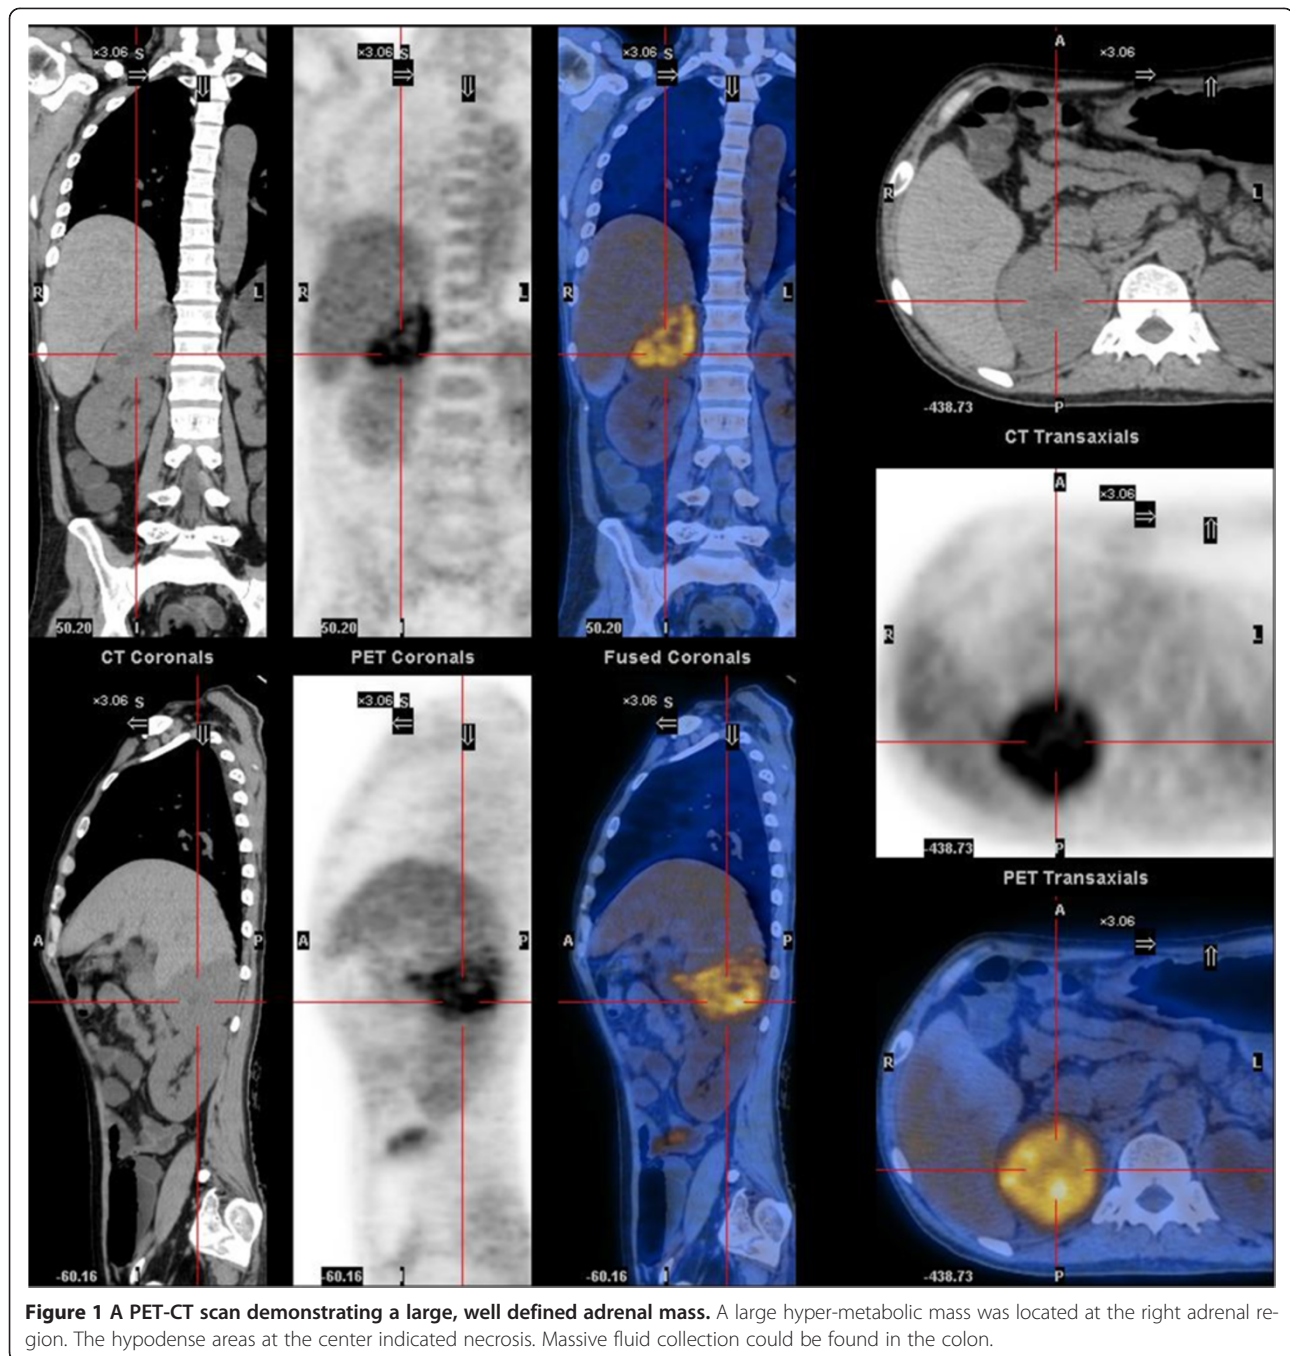 ×3.06 S
R
L
50.20
I
CT Coronals
×3.06 S
R
L
50.20
I
PET Coronals
×3.06 S
R
L
50.20
I
Fused Coronals
A
×3.06
R
L
-438.73
P
CT Transaxials
A
×3.06
R
L
-438.73
P
PET Transaxials
×3.06 S
A
P
-60.16
I
×3.06 S
A
P
-60.16
I
×3.06 S
A
P
-60.16
I
A
×3.06
R
L
-438.73
P
Figure 1 A PET-CT scan demonstrating a large, well defined adrenal mass. A large hyper-metabolic mass was located at the right adrenal re-
gion. The hypodense areas at the center indicated necrosis. Massive fluid collection could be found in the colon.